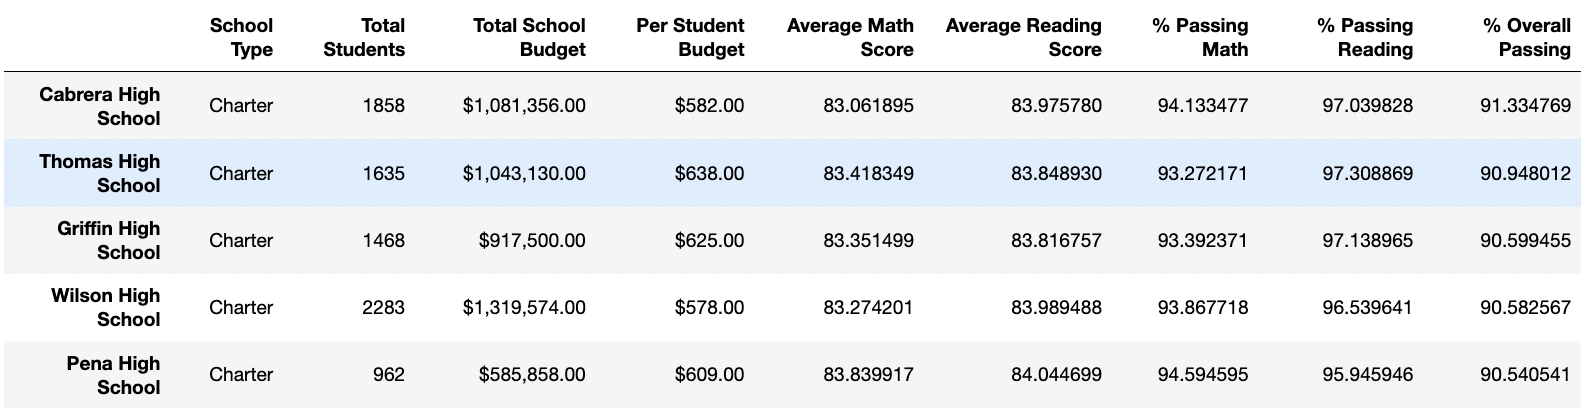 School Type Total Students Total School Budget Per Student Budget Average Math Score Average Reading Score % Passing Math % Passing Reading % Overall Passing
Cabrera High School Charter 1858 $1,081,356.00 $582.00 83.061895 83.975780 94.133477 97.039828 91.334769
Thomas High School Charter 1635 $1,043,130.00 $638.00 83.418349 83.848930 93.272171 97.308869 90.948012
Griffin High School Charter 1468 $917,500.00 $625.00 83.351499 83.816757 93.392371 97.138965 90.599455
Wilson High School Charter 2283 $1,319,574.00 $578.00 83.274201 83.989488 93.867718 96.539641 90.582567
Pena High School Charter 962 $585,858.00 $609.00 83.839917 84.044699 94.594595 95.945946 90.540541